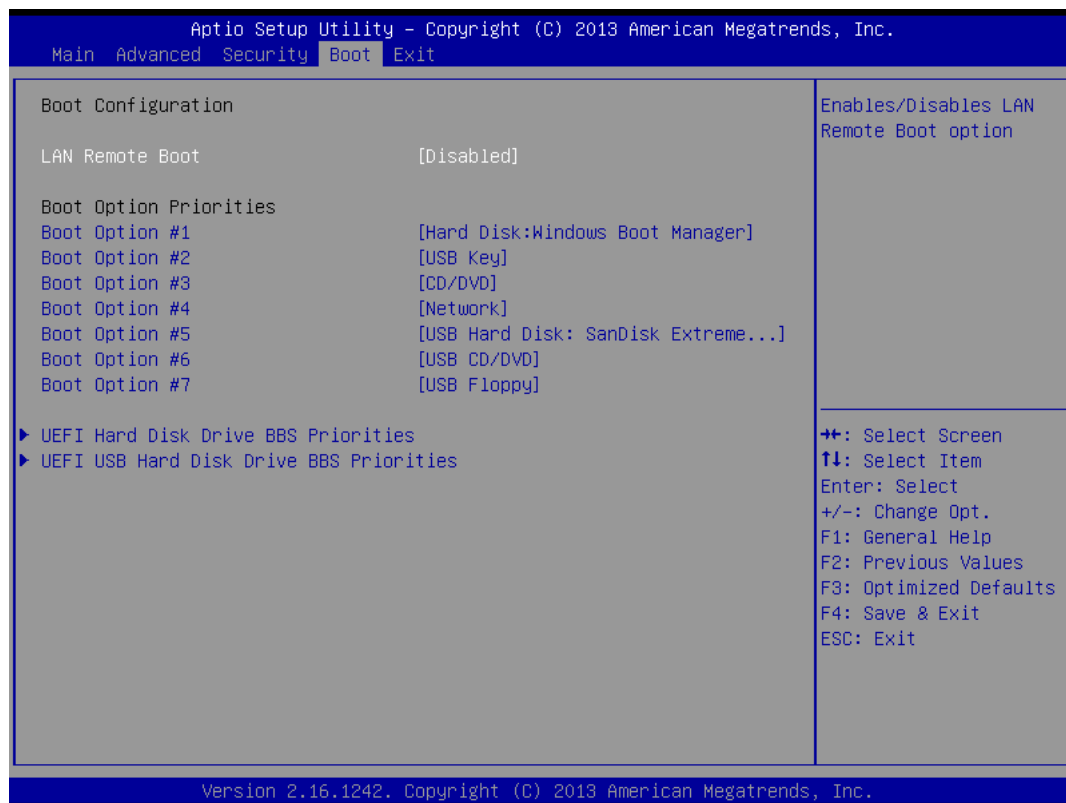 Aptio Setup Utility – Copyright (C) 2013 American Megatrends, Inc.
Main Advanced Security Boot Exit
Boot Configuration
LAN Remote Boot [Disabled]
Boot Option Priorities
Boot Option #1 [Hard Disk:Windows Boot Manager]
Boot Option #2 [USB Key]
Boot Option #3 [CD/DVD]
Boot Option #4 [Network]
Boot Option #5 [USB Hard Disk: SanDisk Extreme...]
Boot Option #6 [USB CD/DVD]
Boot Option #7 [USB Floppy]
▶ UEFI Hard Disk Drive BBS Priorities
▶ UEFI USB Hard Disk Drive BBS Priorities
Enables/Disables LAN
Remote Boot option
→←: Select Screen
↑↓: Select Item
Enter: Select
+/-: Change Opt.
F1: General Help
F2: Previous Values
F3: Optimized Defaults
F4: Save & Exit
ESC: Exit
Version 2.16.1242. Copyright (C) 2013 American Megatrends, Inc.